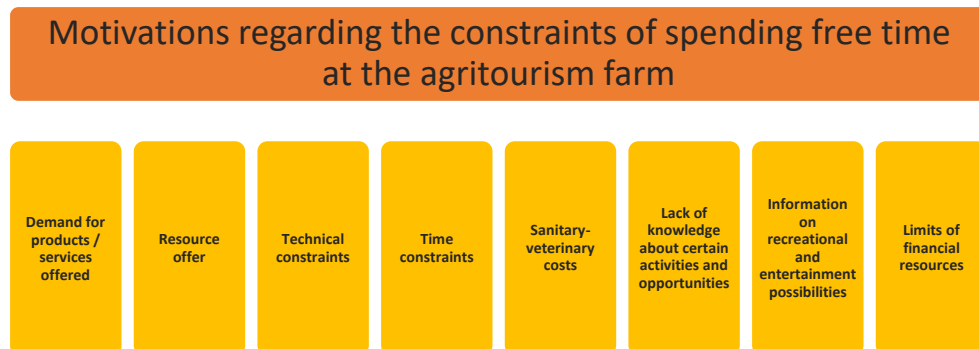 Motivations regarding the constraints of spending free time
at the agritourism farm
Demand for
products /
services
offered
Resource
offer
Technical
constraints
Time
constraints
Sanitary-
veterinary
costs
Lack of
knowledge
about certain
activities and
opportunities
Information
on
recreational
and
entertainment
possibilities
Limits of
financial
resources